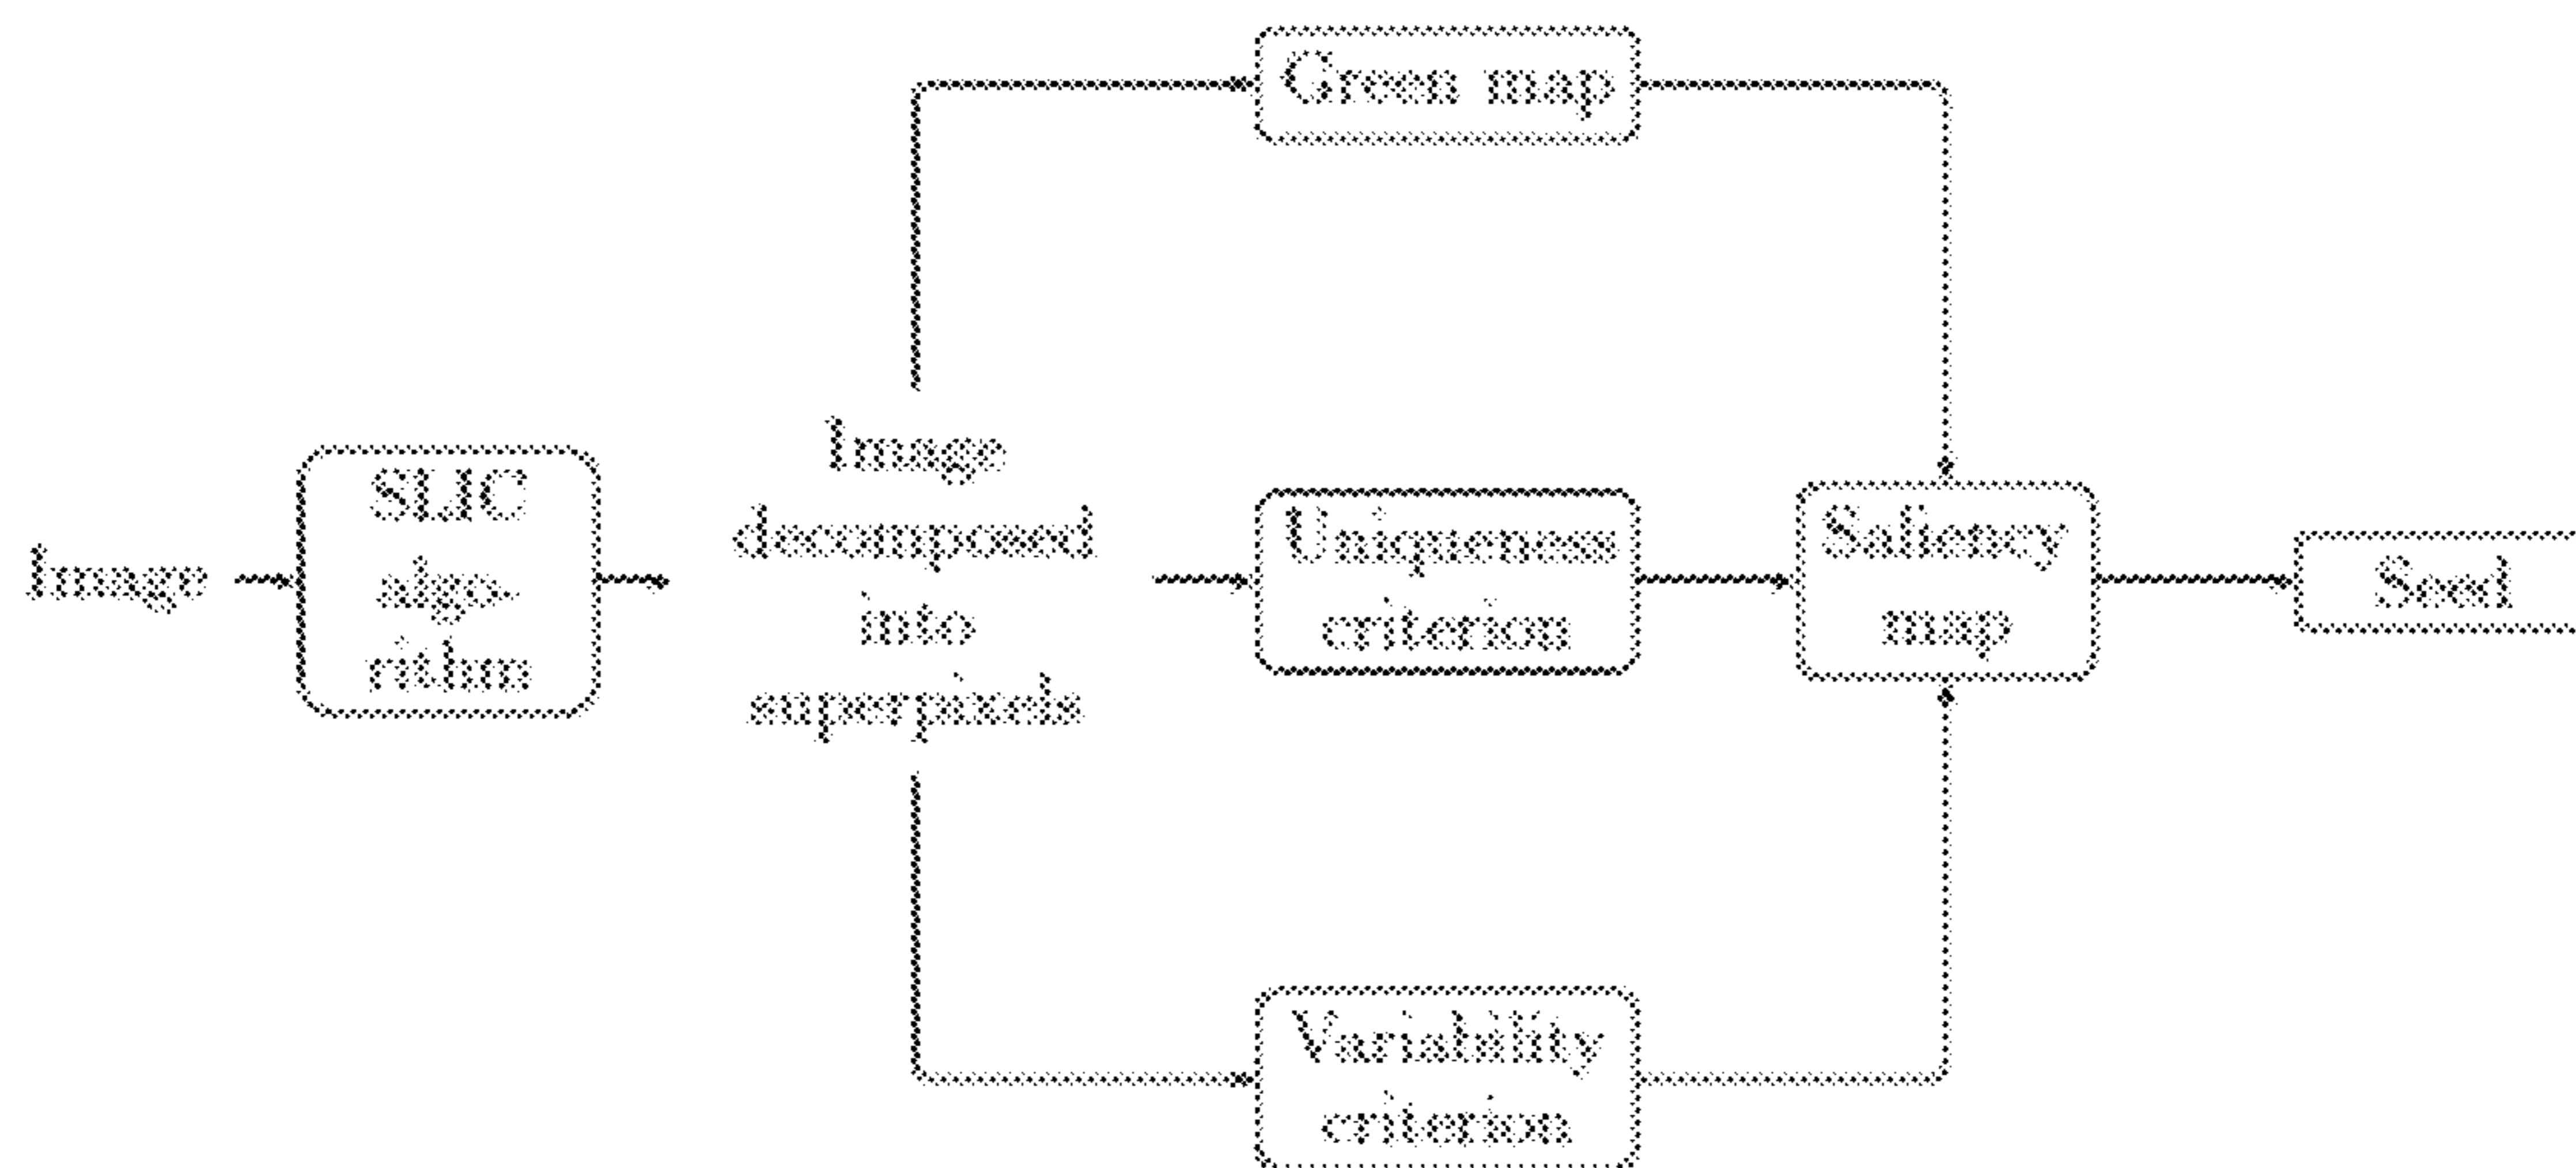 Green map
Image
SLIC
algo-
rithm
Image
decomposed
into
superpixels
Uniqueness
criterion
Saliency
map
Seed
Variability
criterion